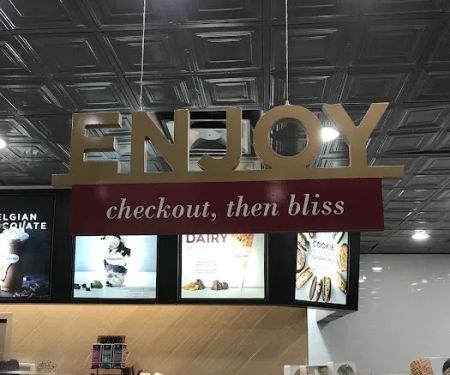 ENJOY
checkout, then bliss
ELGIAN
OCOLATE
DAIRY
COOKIE